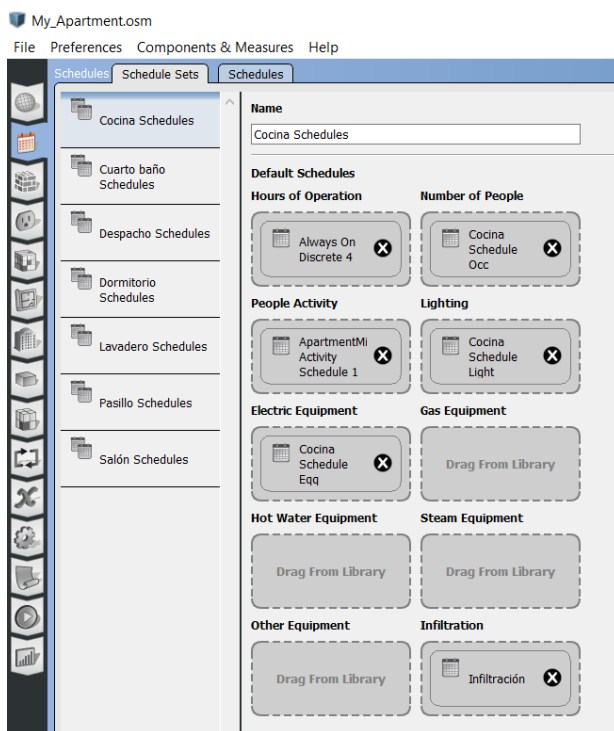 My_Apartment.osm
File Preferences Components & Measures Help
Schedules Schedule Sets Schedules
Cocina Schedules
Cuarto baño
Schedules
Despacho Schedules
Dormitorio
Schedules
Lavadero Schedules
Pasillo Schedules
Salón Schedules
Name
Cocina Schedules
Default Schedules
Hours of Operation
Number of People
Always On
Discrete 4
Cocina
Schedule
Occ
People Activity
Lighting
ApartmentMi
Activity
Schedule 1
Cocina
Schedule
Light
Electric Equipment
Gas Equipment
Cocina
Schedule
Eqq
Drag From Library
Hot Water Equipment
Steam Equipment
Drag From Library
Drag From Library
Other Equipment
Infiltration
Drag From Library
Infiltración